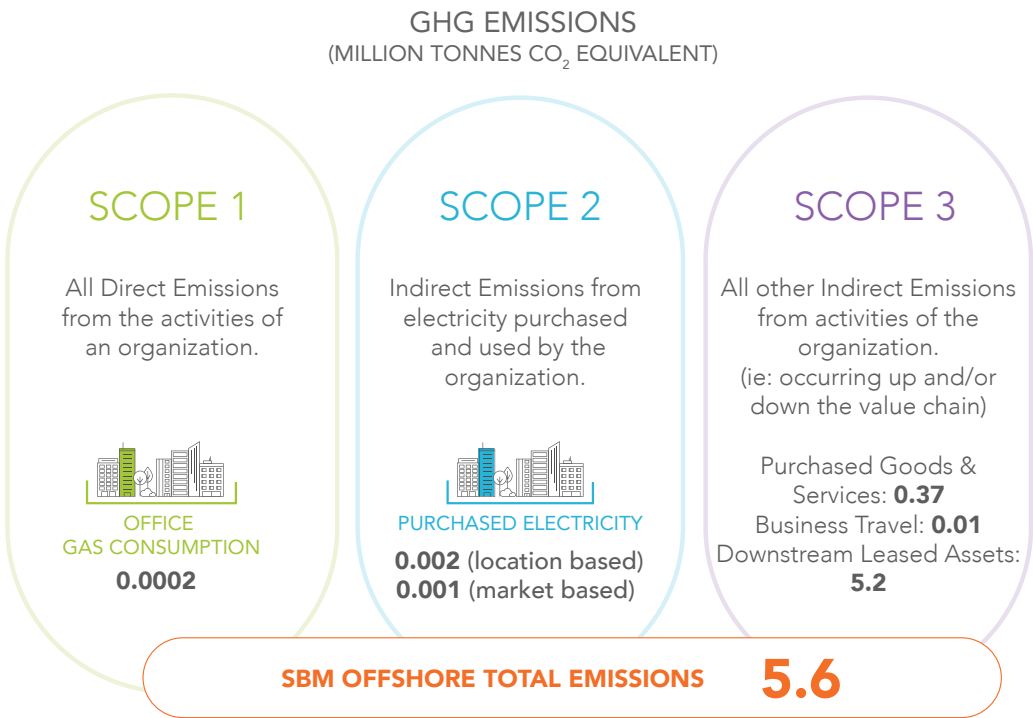 GHG EMISSIONS
(MILLION TONNES CO₂ EQUIVALENT)
SCOPE 1
All Direct Emissions
from the activities of
an organization.
OFFICE
GAS CONSUMPTION
0.0002
SCOPE 2
Indirect Emissions from
electricity purchased
and used by the
organization.
PURCHASED ELECTRICITY
0.002 (location based)
0.001 (market based)
SCOPE 3
All other Indirect Emissions
from activities of the
organization.
(ie: occurring up and/or
down the value chain)
Purchased Goods &
Services: 0.37
Business Travel: 0.01
Downstream Leased Assets:
5.2
SBM OFFSHORE TOTAL EMISSIONS 5.6